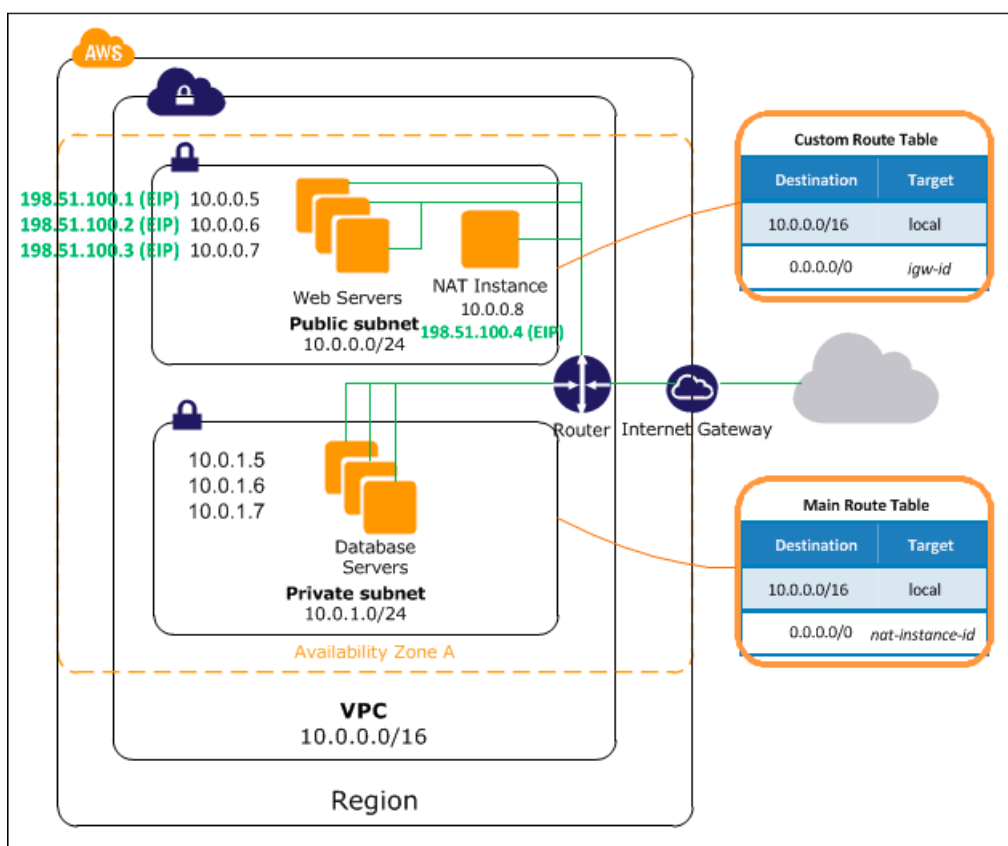 AWS
198.51.100.1 (EIP) 10.0.0.5
198.51.100.2 (EIP) 10.0.0.6
198.51.100.3 (EIP) 10.0.0.7
Web Servers
Public subnet
10.0.0.0/24
NAT Instance
10.0.0.8
198.51.100.4 (EIP)
Custom Route Table
Destination Target
10.0.0.0/16 local
0.0.0.0/0 igw-id
Router
Internet Gateway
10.0.1.5
10.0.1.6
10.0.1.7
Database
Servers
Private subnet
10.0.1.0/24
Main Route Table
Destination Target
10.0.0.0/16 local
0.0.0.0/0 nat-instance-id
Availability Zone A
VPC
10.0.0.0/16
Region